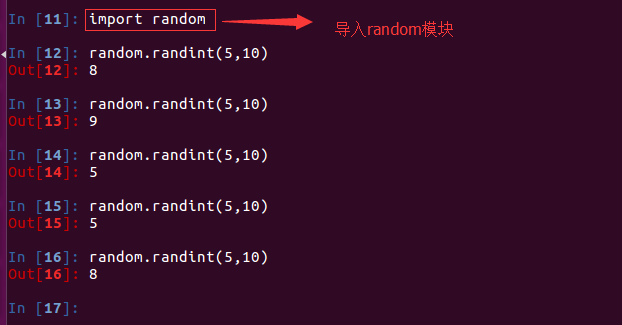 In [11]: import random
导入random模块
In [12]: random.randint(5,10)
Out[12]: 8
In [13]: random.randint(5,10)
Out[13]: 9
In [14]: random.randint(5,10)
Out[14]: 5
In [15]: random.randint(5,10)
Out[15]: 5
In [16]: random.randint(5,10)
Out[16]: 8
In [17]: